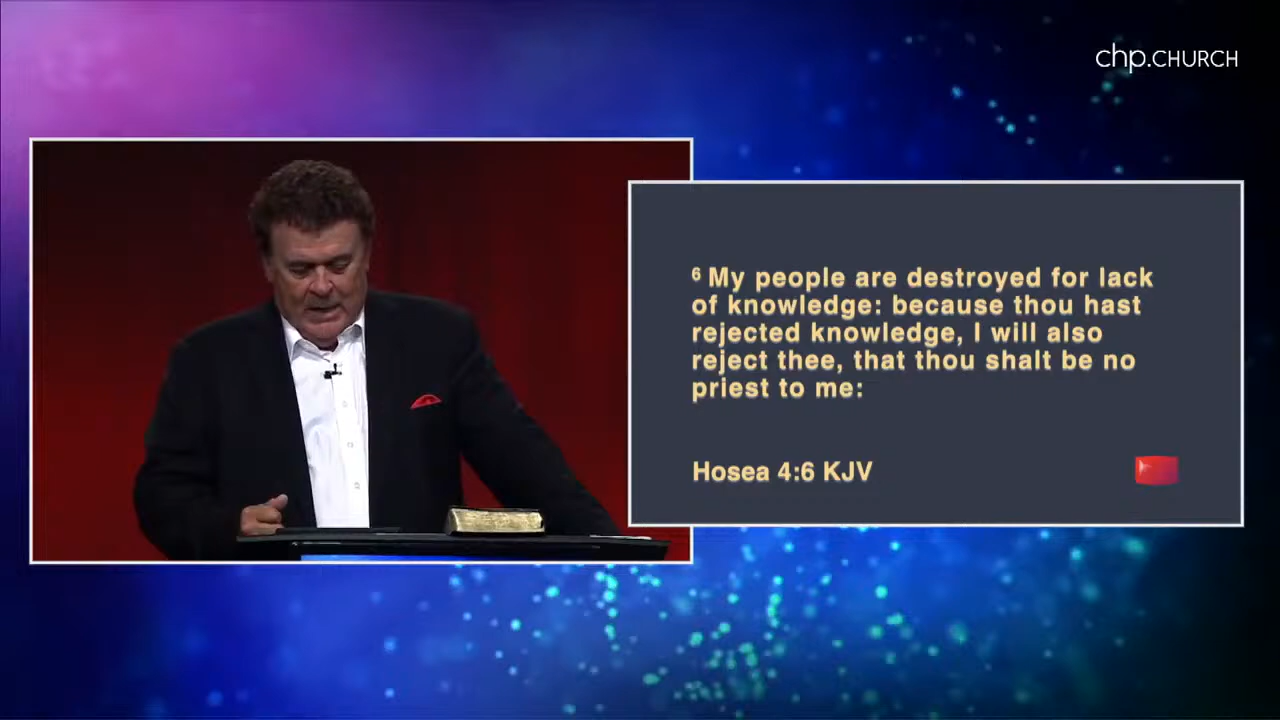 chp.CHURCH
6 My people are destroyed for lack
of knowledge: because thou hast
rejected knowledge, I will also
reject thee, that thou shalt be no
priest to me:
Hosea 4:6 KJV